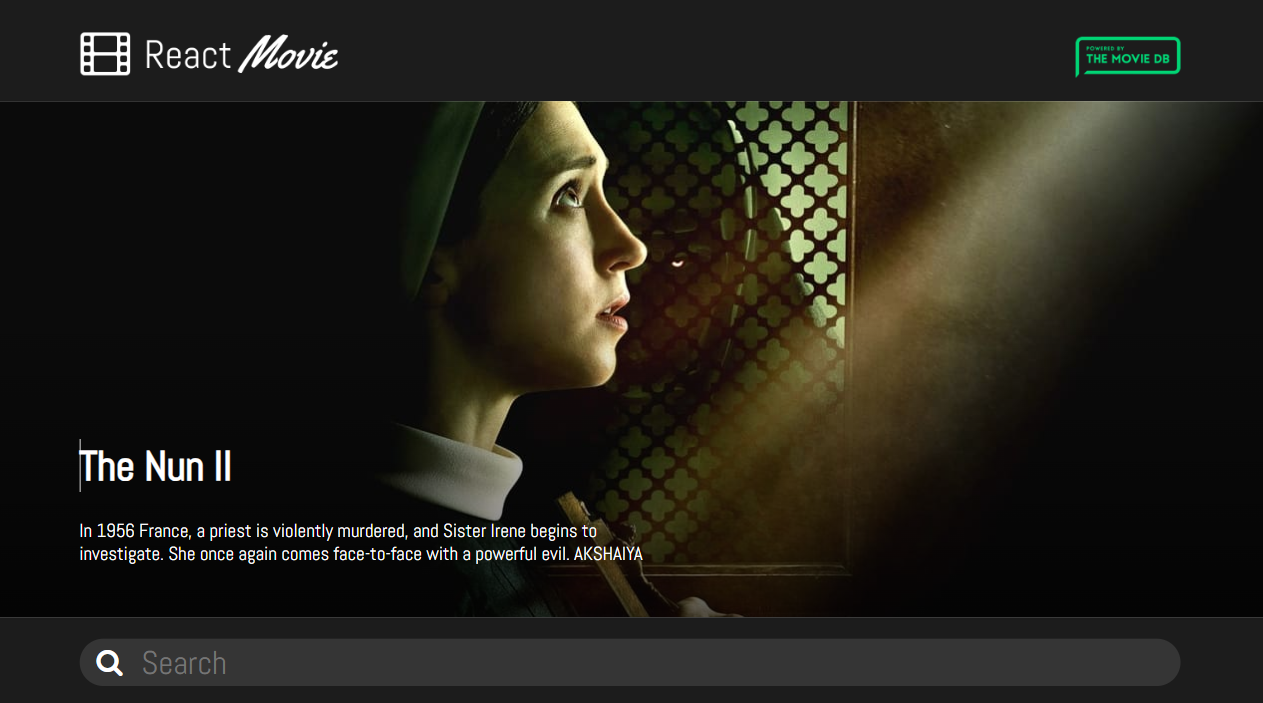 React Movie
POWERED BY
THE MOVIE DB
The Nun II
In 1956 France, a priest is violently murdered, and Sister Irene begins to
investigate. She once again comes face-to-face with a powerful evil. AKSHAIYA
Search